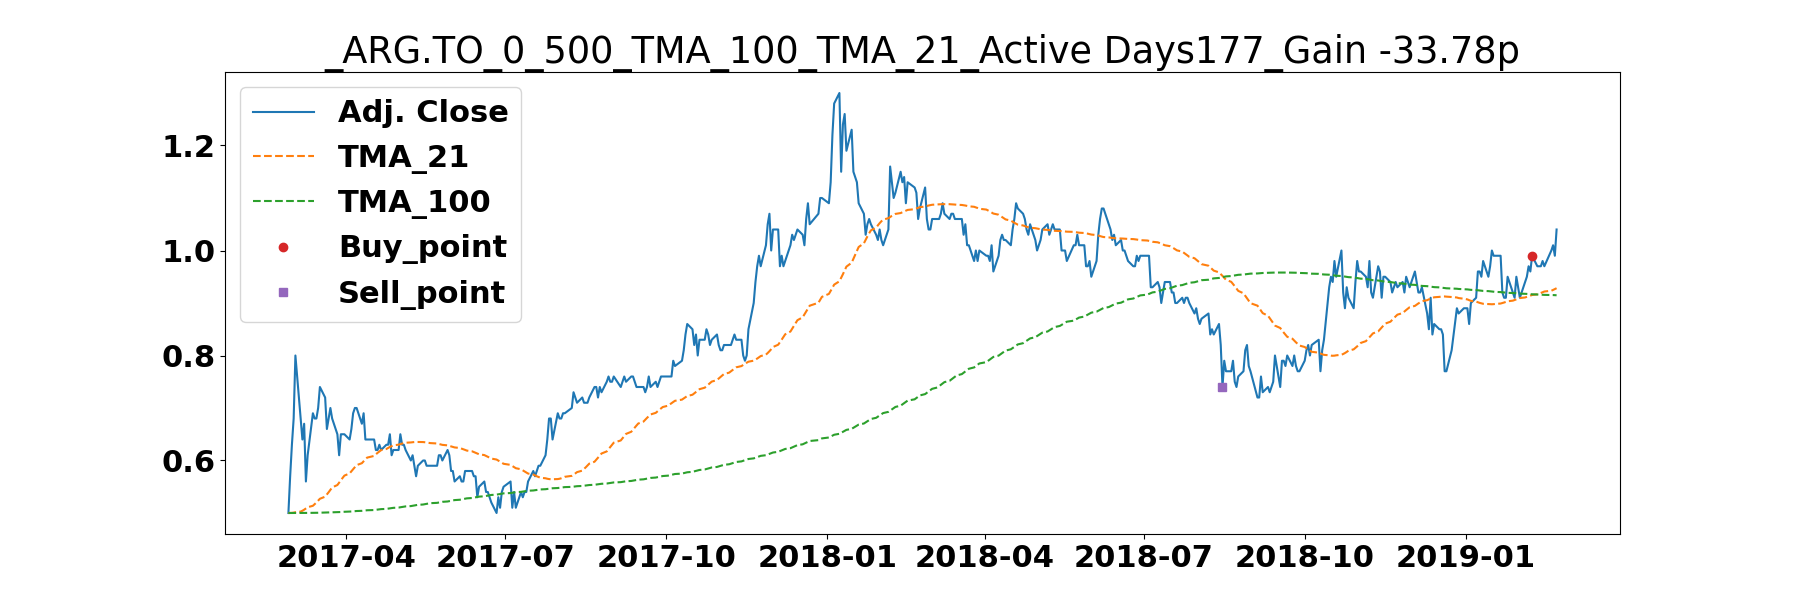 _ARG.TO_0_500_TMA_100_TMA_21_Active Days177_Gain -33.78p
Adj. Close
TMA_21
TMA_100
Buy_point
Sell_point
1.2
1.0
0.8
0.6
2017-04 2017-07 2017-10 2018-01 2018-04 2018-07 2018-10 2019-01